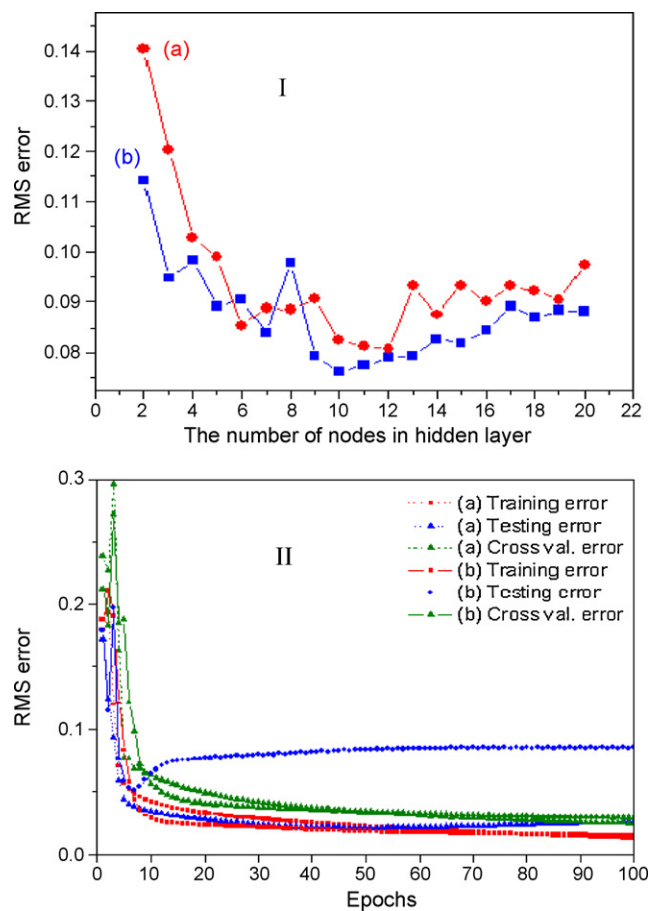 0.14
0.13
0.12
0.11
0.10
0.09
0.08
RMS error
(a)
(b)
I
0 2 4 6 8 10 12 14 16 18 20 22
The number of nodes in hidden layer
0.3
0.2
0.1
0.0
RMS error
II
(a) Training error
(a) Testing error
(a) Cross val. error
(b) Training error
(b) Testing error
(b) Cross val. error
0 10 20 30 40 50 60 70 80 90 100
Epochs